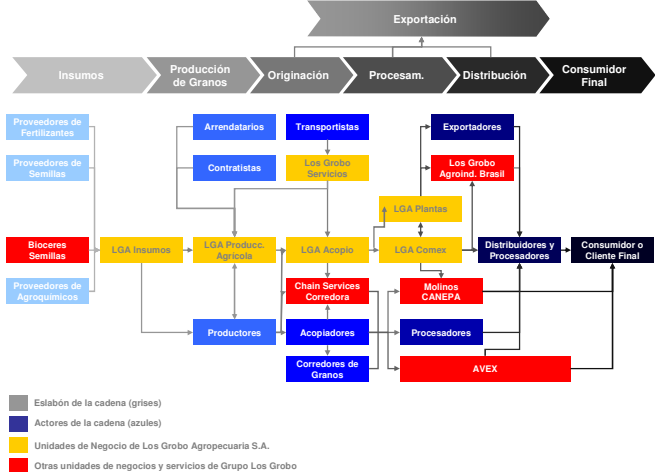 Exportación
Insumos
Producción
de Granos
Originación
Procesam.
Distribución
Consumidor
Final
Proveedores de
Fertilizantes
Arrendatarios
Transportistas
Exportadores
Proveedores de
Semillas
Contratistas
Los Grobo
Servicios
Los Grobo
Agroind. Brasil
LGA Plantas
Bioceres
Semillas
LGA Insumos
LGA Producc.
Agrícola
LGA Acopio
LGA Comex
Distribuidores y
Procesadores
Consumidor o
Cliente Final
Proveedores de
Agroquímicos
Chain Services
Corredora
Molinos
CANEPA
Productores
Acopiadores
Procesadores
Corredores de
Granos
AVEX
Eslabón de la cadena (grises)
Actores de la cadena (azules)
Unidades de Negocio de Los Grobo Agropecuaria S.A.
Otras unidades de negocios y servicios de Grupo Los Grobo